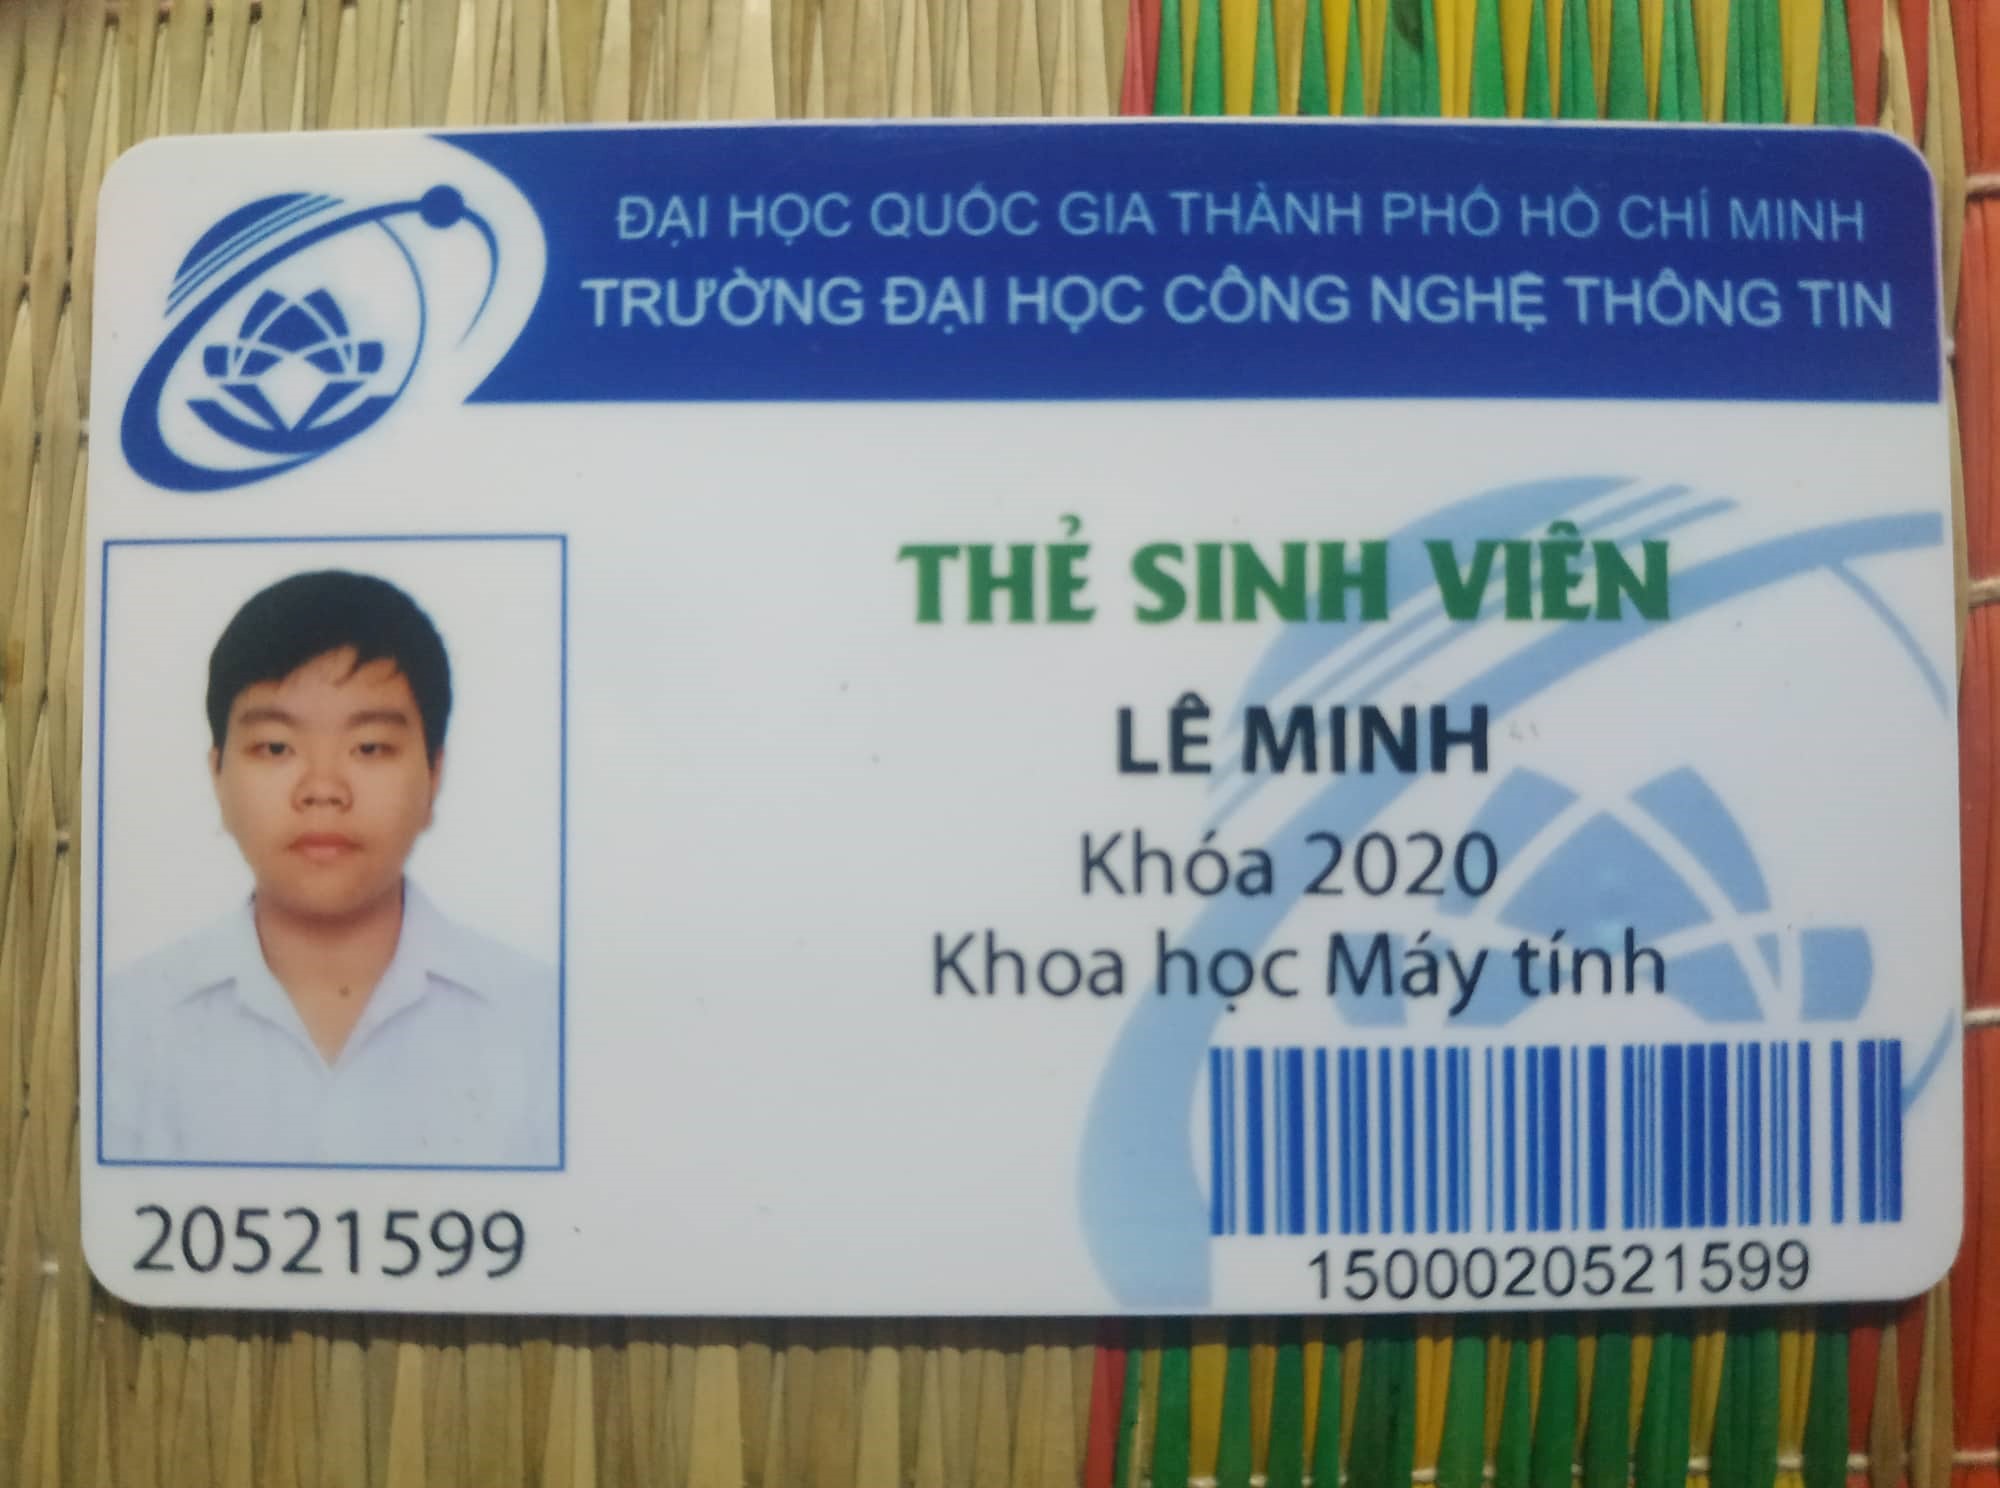 ĐẠI HỌC QUỐC GIA THÀNH PHỐ HỒ CHÍ MINH
TRƯỜNG ĐẠI HỌC CÔNG NGHỆ THÔNG TIN
THẺ SINH VIÊN
LÊ MINH
Khóa 2020
Khoa học Máy tính
20521599
1500020521599